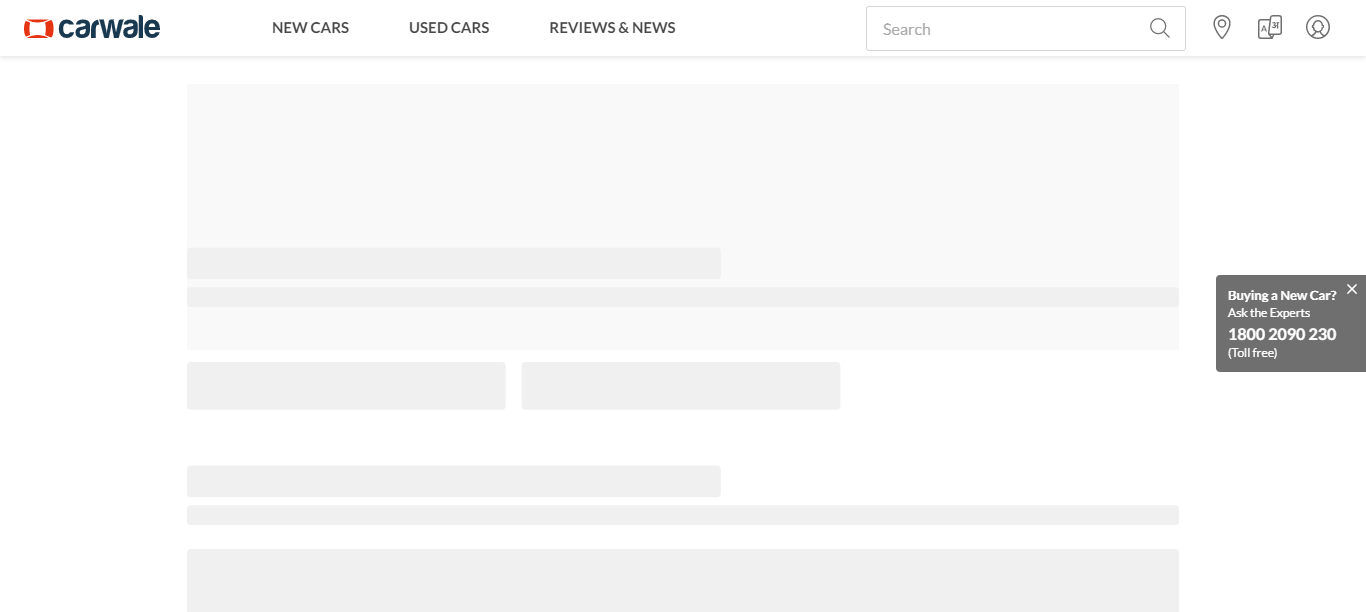 carwale
NEW CARS
USED CARS
REVIEWS & NEWS
Search
A
Buying a New Car?
Ask the Experts
1800 2090 230
(Toll free)